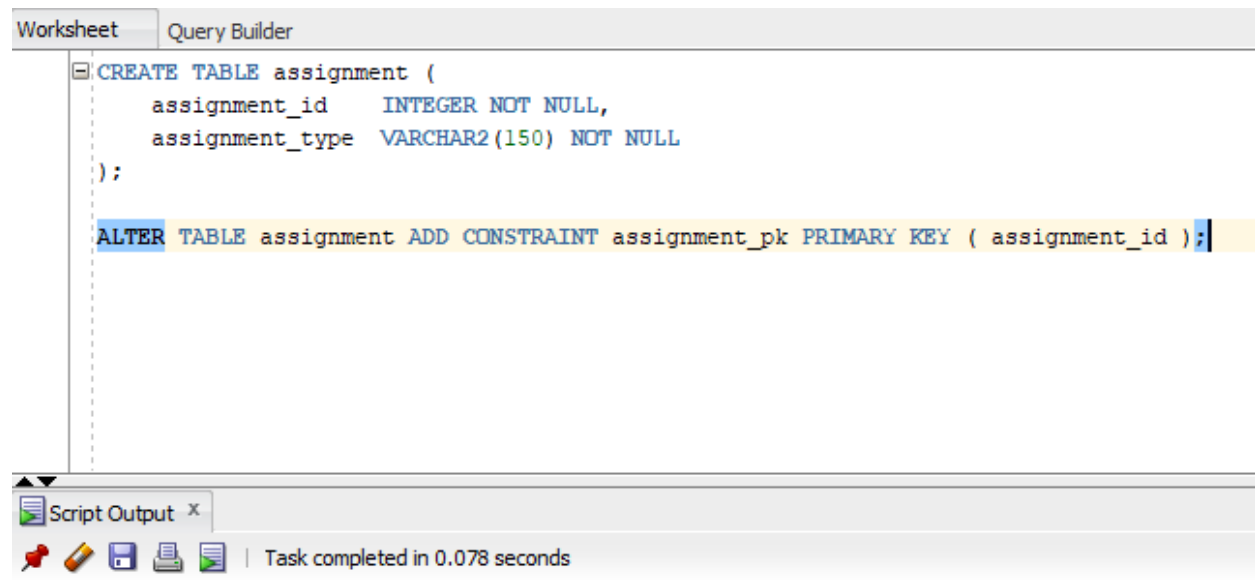 Worksheet Query Builder
CREATE TABLE assignment (
assignment_id INTEGER NOT NULL,
assignment_type VARCHAR2(150) NOT NULL
);
ALTER TABLE assignment ADD CONSTRAINT assignment_pk PRIMARY KEY ( assignment_id );
Script Output x
Task completed in 0.078 seconds